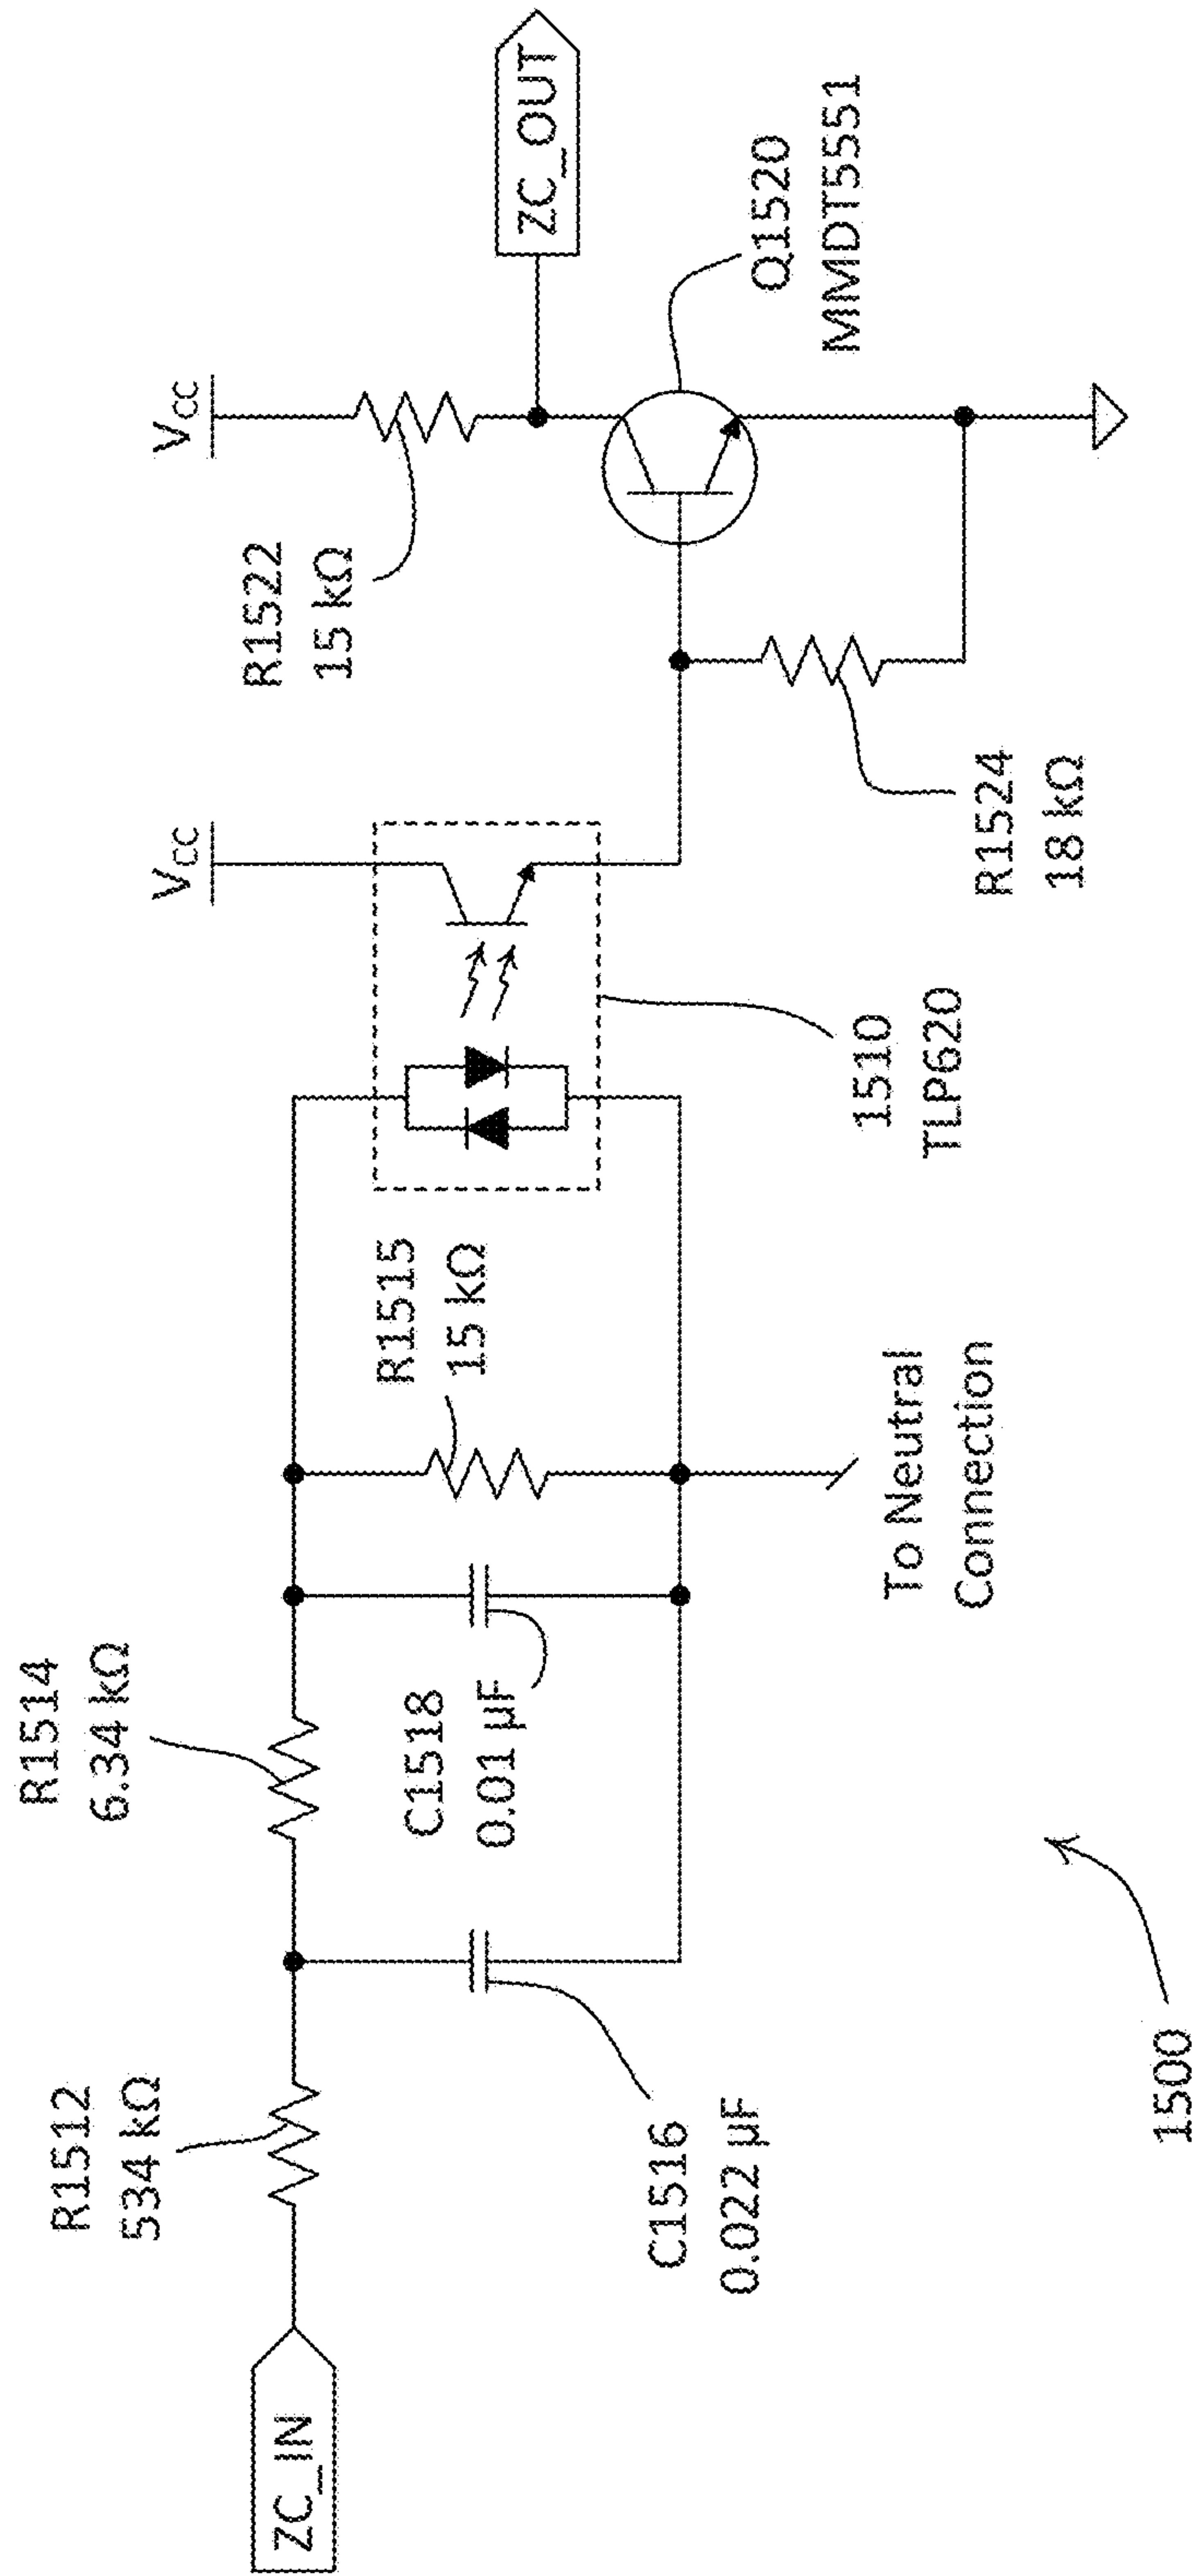 ZC_IN
R1512
534 kΩ
R1514
6.34 kΩ
C1516
0.022 µF
C1518
0.01 µF
R1515
15 kΩ
To Neutral
Connection
1510
TLP620
VCC
R1524
18 kΩ
R1522
15 kΩ
VCC
ZC_OUT
Q1520
MMDT5551
1500